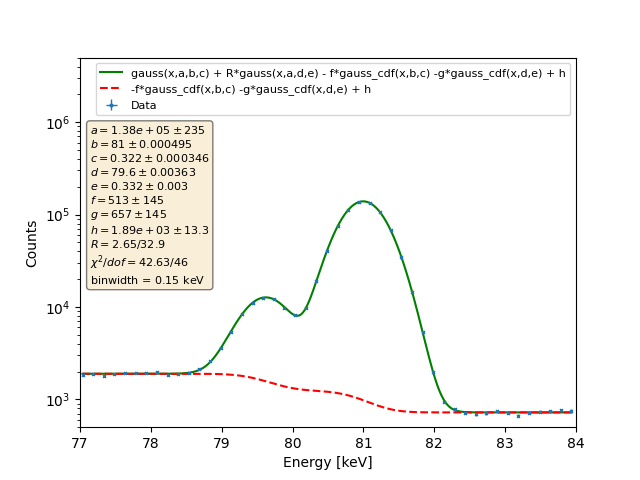 gauss(x,a,b,c) + R*gauss(x,a,d,e) - f*gauss_cdf(x,b,c) -g*gauss_cdf(x,d,e) + h
-f*gauss_cdf(x,b,c) -g*gauss_cdf(x,d,e) + h
Data
a = 1.38e + 05 ± 235
b = 81 ± 0.000495
c = 0.322 ± 0.000346
d = 79.6 ± 0.00363
e = 0.332 ± 0.003
f = 513 ± 145
g = 657 ± 145
h = 1.89e + 03 ± 13.3
R = 2.65/32.9
χ²/dof = 42.63/46
binwidth = 0.15 keV
10⁶
10⁵
10⁴
10³
Counts
77 78 79 80 81 82 83 84
Energy [keV]